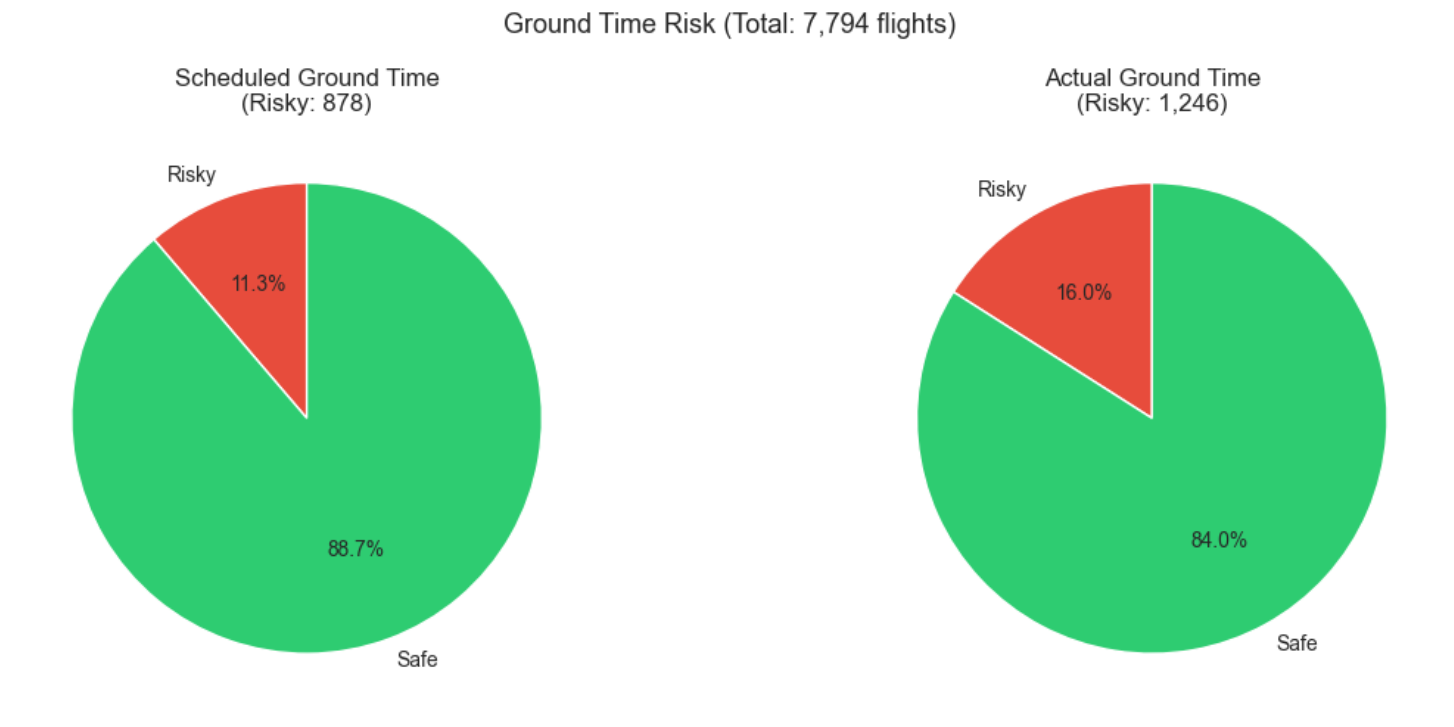 Ground Time Risk (Total: 7,794 flights)
Scheduled Ground Time
(Risky: 878)
Risky
11.3%
88.7%
Safe
Actual Ground Time
(Risky: 1,246)
Risky
16.0%
84.0%
Safe